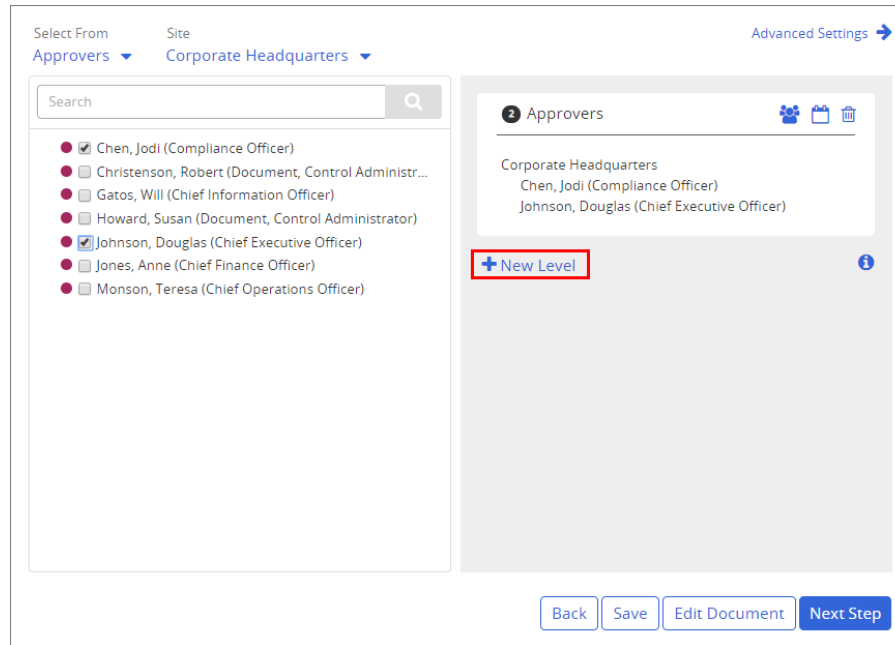 Select From
Site
Advanced Settings
Approvers
Corporate Headquarters
Search
Chen, Jodi (Compliance Officer)
Christenson, Robert (Document, Control Administr...
Gatos, Will (Chief Information Officer)
Howard, Susan (Document, Control Administrator)
Johnson, Douglas (Chief Executive Officer)
Jones, Anne (Chief Finance Officer)
Monson, Teresa (Chief Operations Officer)
2 Approvers
Corporate Headquarters
Chen, Jodi (Compliance Officer)
Johnson, Douglas (Chief Executive Officer)
New Level
Back
Save
Edit Document
Next Step